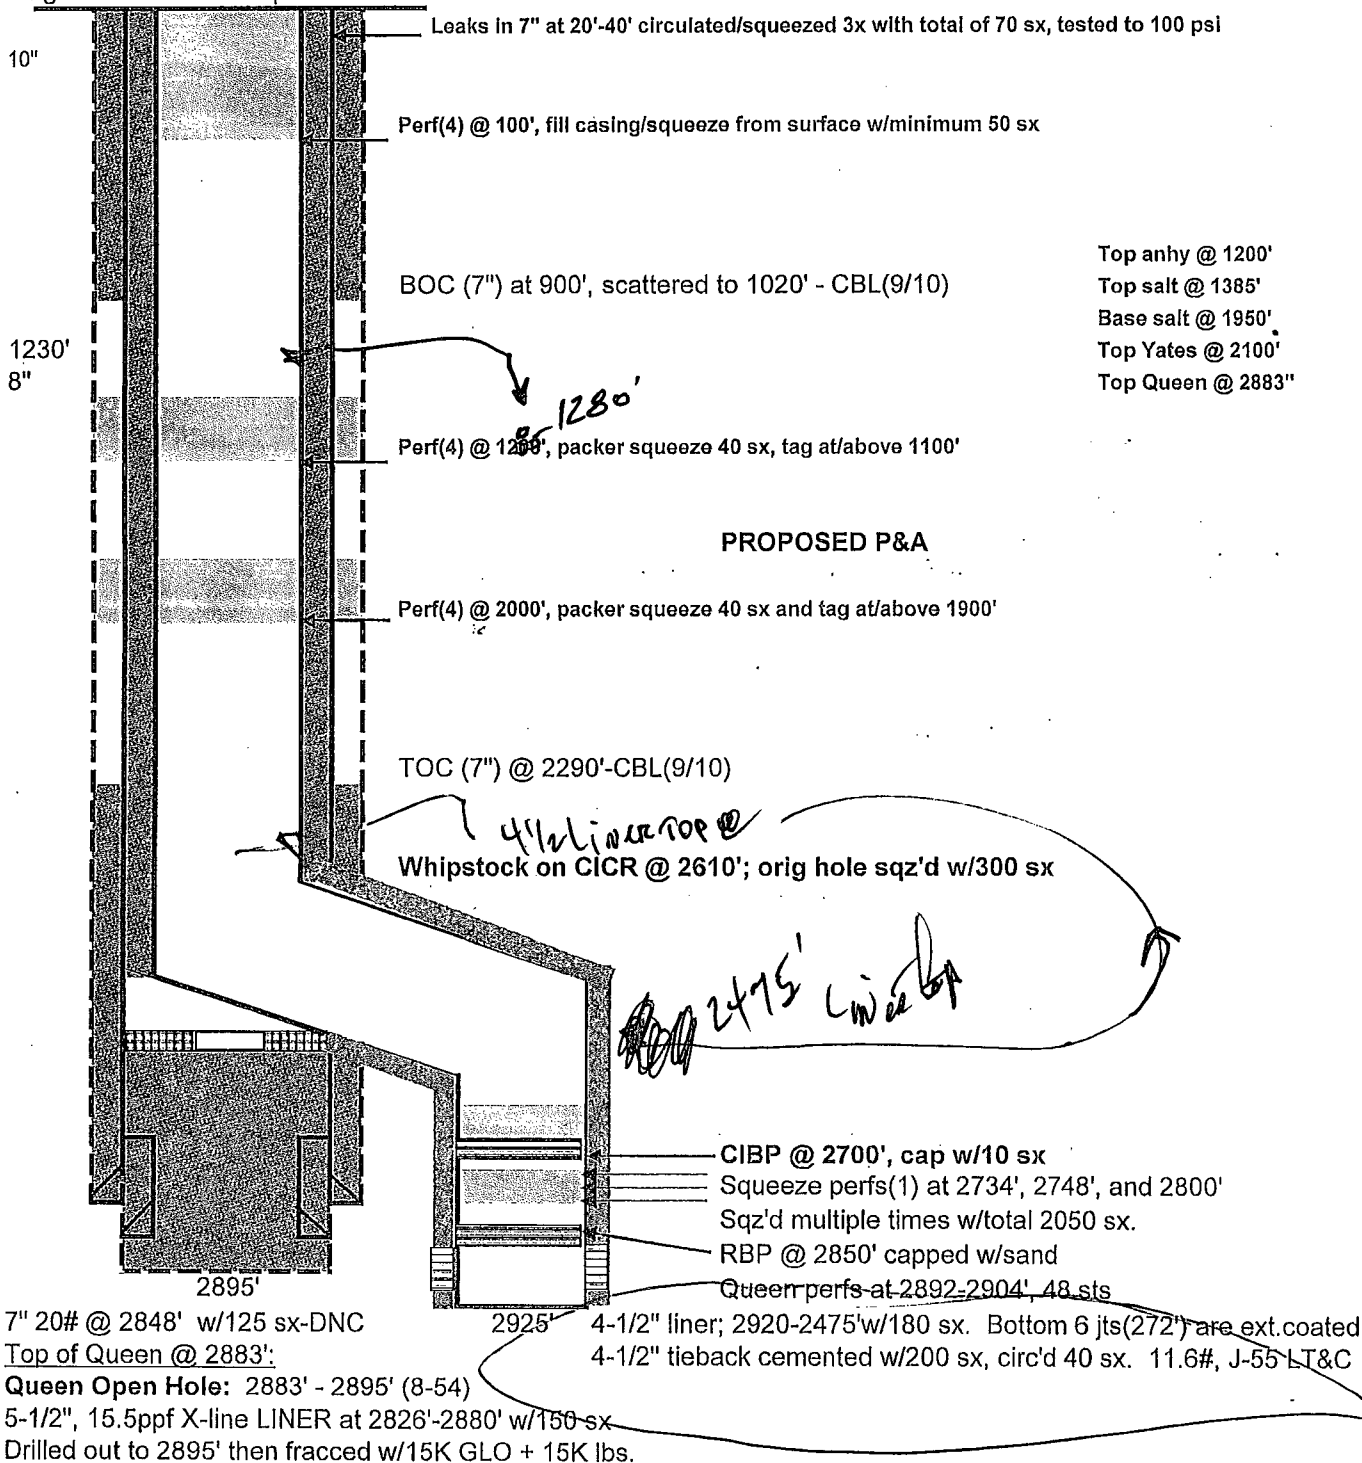 Leaks in 7" at 20'-40' circulated/squeezed 3x with total of 70 sx, tested to 100 psi
10"
Perf(4) @ 100', fill casing/squeeze from surface w/minimum 50 sx
Top anhy @ 1200'
BOC (7") at 900', scattered to 1020' - CBL(9/10)
Top salt @ 1385'
Base salt @ 1950'
1230'
Top Yates @ 2100'
8"
Top Queen @ 2883"
1280'
Perf(4) @ 1200', packer squeeze 40 sx, tag at/above 1100'
PROPOSED P&A
Perf(4) @ 2000', packer squeeze 40 sx and tag at/above 1900'
TOC (7") @ 2290'-CBL(9/10)
4 1/2 Liner TOP @
Whipstock on CICR @ 2610'; orig hole sqz'd w/300 sx
2475' Liner top
CIBP @ 2700', cap w/10 sx
Squeeze perfs(1) at 2734', 2748', and 2800'
Sqz'd multiple times w/total 2050 sx.
RBP @ 2850' capped w/sand
2895'
Queen perfs at 2892-2904', 48 sts
7" 20# @ 2848' w/125 sx-DNC
2925'
4-1/2" liner; 2920-2475'w/180 sx. Bottom 6 jts(272') are ext.coated
Top of Queen @ 2883':
4-1/2" tieback cemented w/200 sx, circ'd 40 sx. 11.6#, J-55 LT&C
Queen Open Hole: 2883' - 2895' (8-54)
5-1/2", 15.5ppf X-line LINER at 2826'-2880' w/150 sx
Drilled out to 2895' then fracced w/15K GLO + 15K lbs.